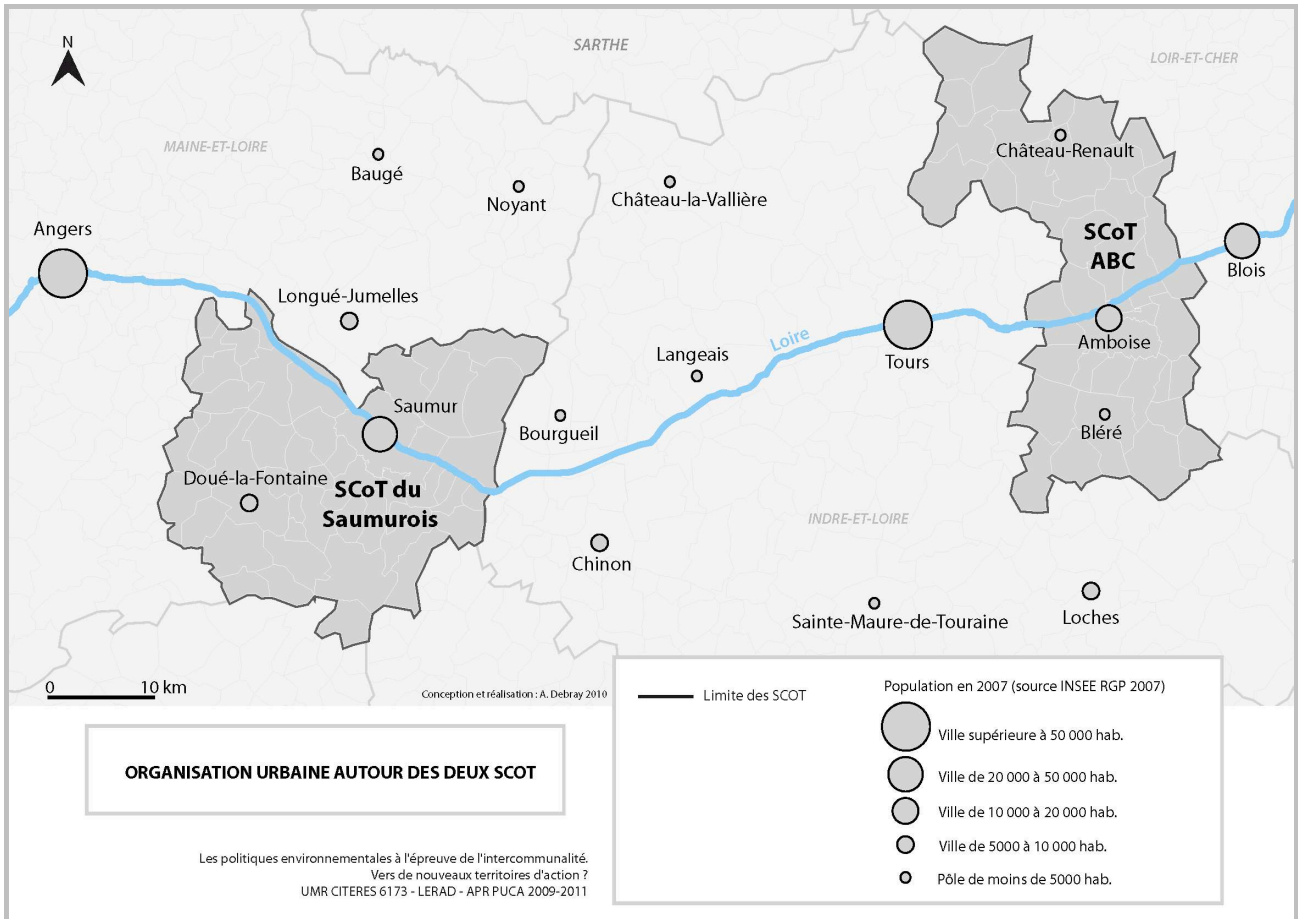 N
SARTHE
LOIR-ET-CHER
MAINE-ET-LOIRE
Baugé
Noyant
Château-la-Vallière
Château-Renault
Angers
SCoT
ABC
Blois
Longué-Jumelles
Loire
Tours
Amboise
Langeais
Saumur
Bourgueil
Bléré
Doué-la-Fontaine
SCoT du
Saumurois
INDRE-ET-LOIRE
Chinon
Sainte-Maure-de-Touraine
Loches
0 10 km
Conception et réalisation : A. Debray 2010
Limite des SCOT
Population en 2007 (source INSEE RGP 2007)
Ville supérieure à 50 000 hab.
Ville de 20 000 à 50 000 hab.
Ville de 10 000 à 20 000 hab.
Ville de 5000 à 10 000 hab.
Pôle de moins de 5000 hab.
ORGANISATION URBAINE AUTOUR DES DEUX SCOT
Les politiques environnementales à l'épreuve de l'intercommunalité.
Vers de nouveaux territoires d'action ?
UMR CITERES 6173 - LERAD - APR PUCA 2009-2011